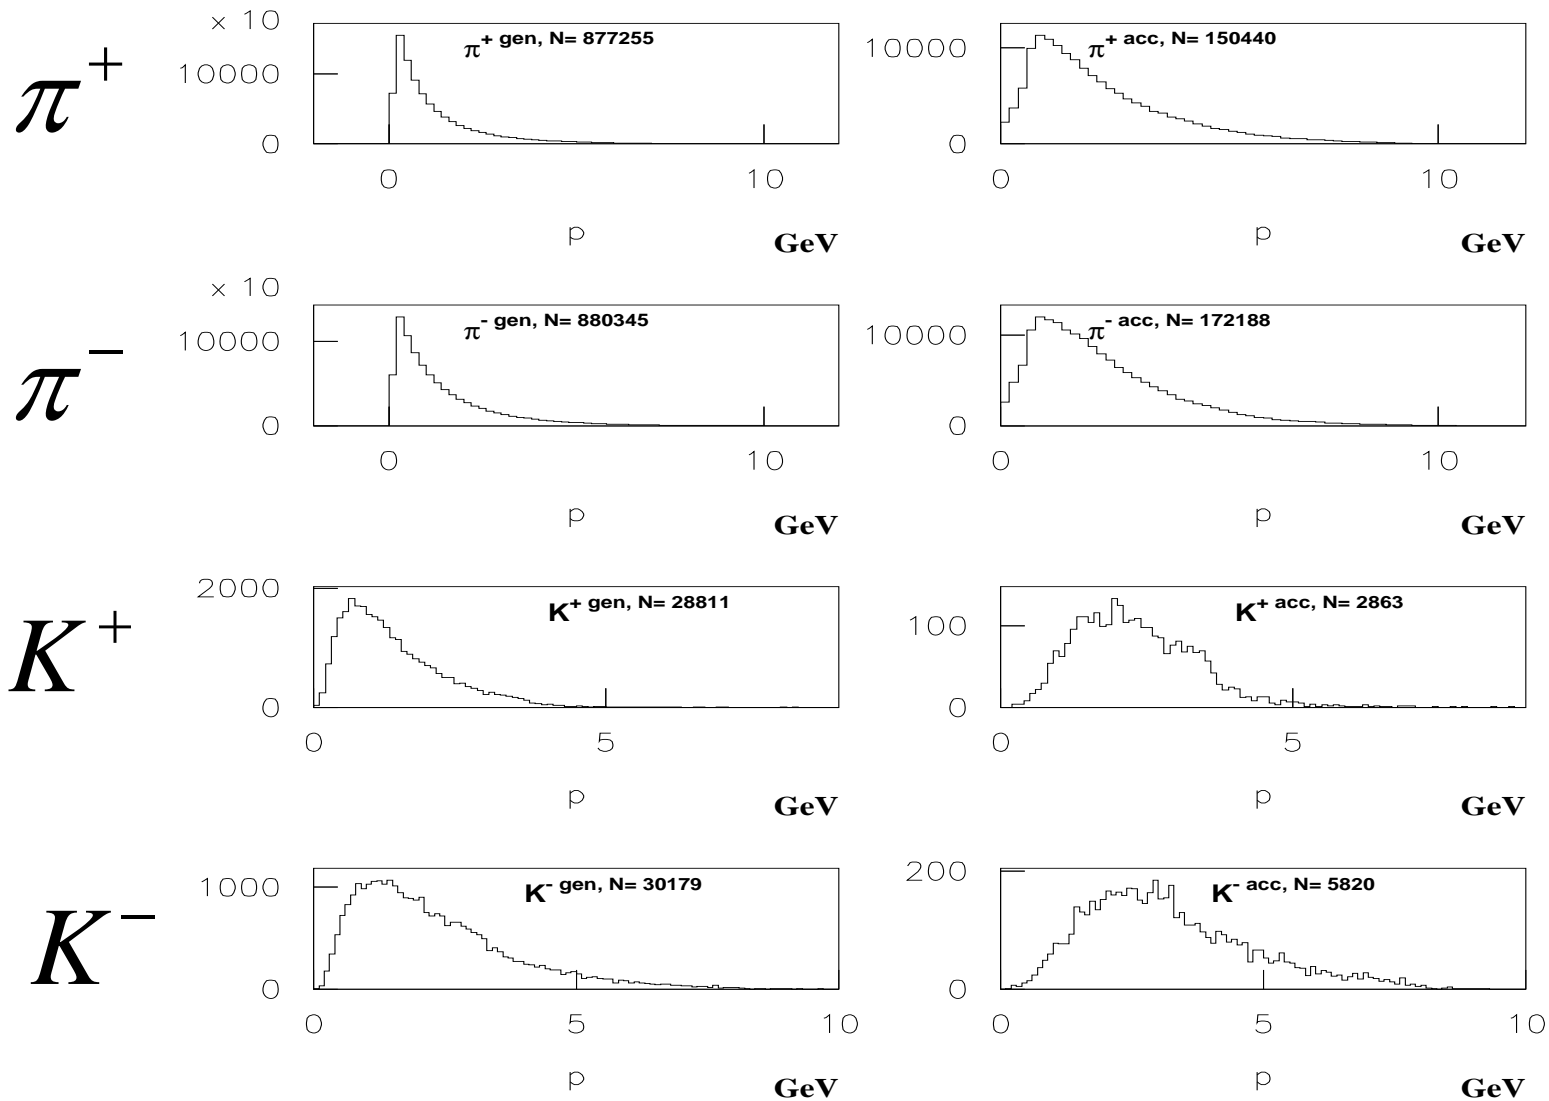 × 10 
π+ 10000 π+ gen, N= 877255 10000 π+ acc, N= 150440
0 0
0 10 0 10
p GeV p GeV
× 10
π− 10000 π- gen, N= 880345 10000 π- acc, N= 172188
0 0
0 10 0 10
p GeV p GeV
K+ 2000 K+ gen, N= 28811 100 K+ acc, N= 2863
0 0
0 5 0 5
p GeV p GeV
K− 1000 K- gen, N= 30179 200 K- acc, N= 5820
0 0
0 5 10 0 5 10
p GeV p GeV